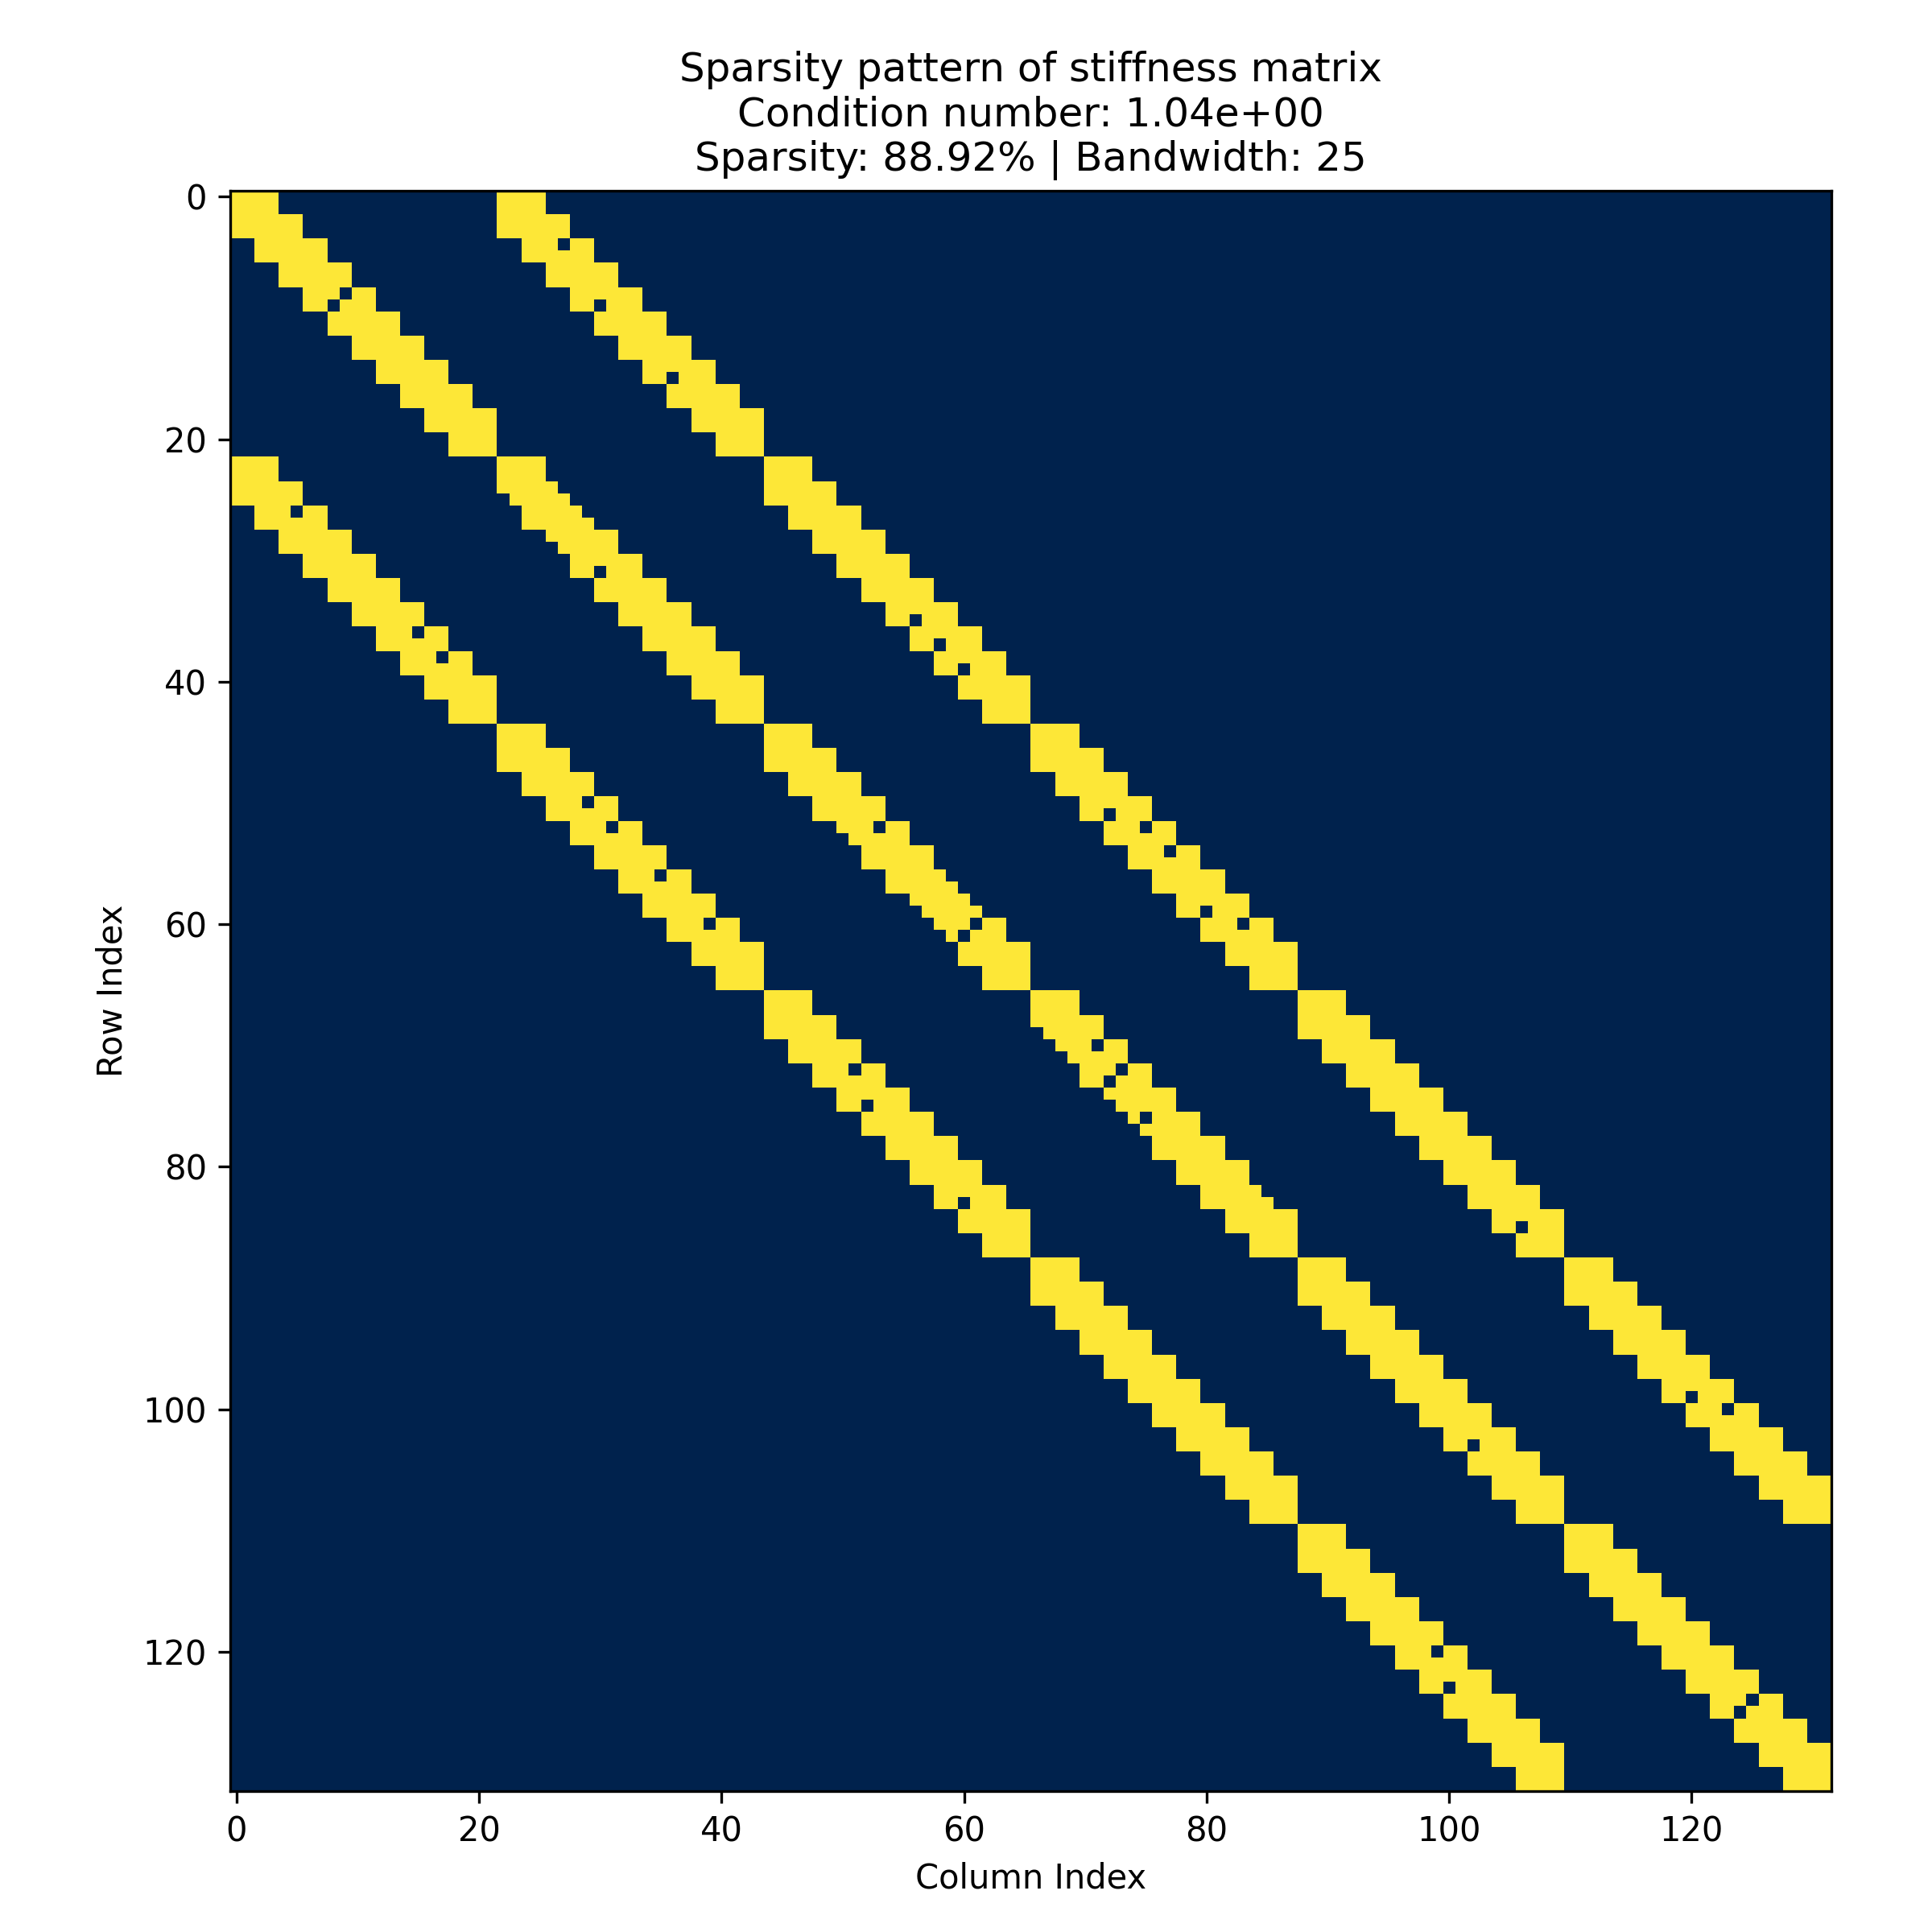 Sparsity pattern of stiffness matrix
Condition number: 1.04e+00
Sparsity: 88.92% | Bandwidth: 25
0
20
40
60
80
100
120
Row Index
0
20
40
60
80
100
120
Column Index